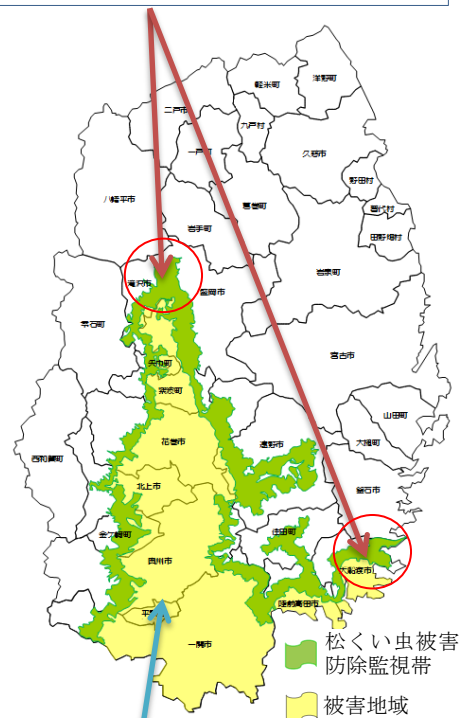 軽米町
洋野町
二戸市
九戸村
一戸町
久慈市
野田村
八幡平市
葛巻町
普代村
田野畑村
岩手町
滝沢市
盛岡市
岩泉町
雫石町
宮古市
矢巾町
紫波町
山田町
花巻市
遠野市
大槌町
西和賀町
北上市
釜石市
金ケ崎町
住田町
奥州市
大船渡市
平泉町
陸前高田市
一関市
松くい虫被害
防除監視帯
被害地域